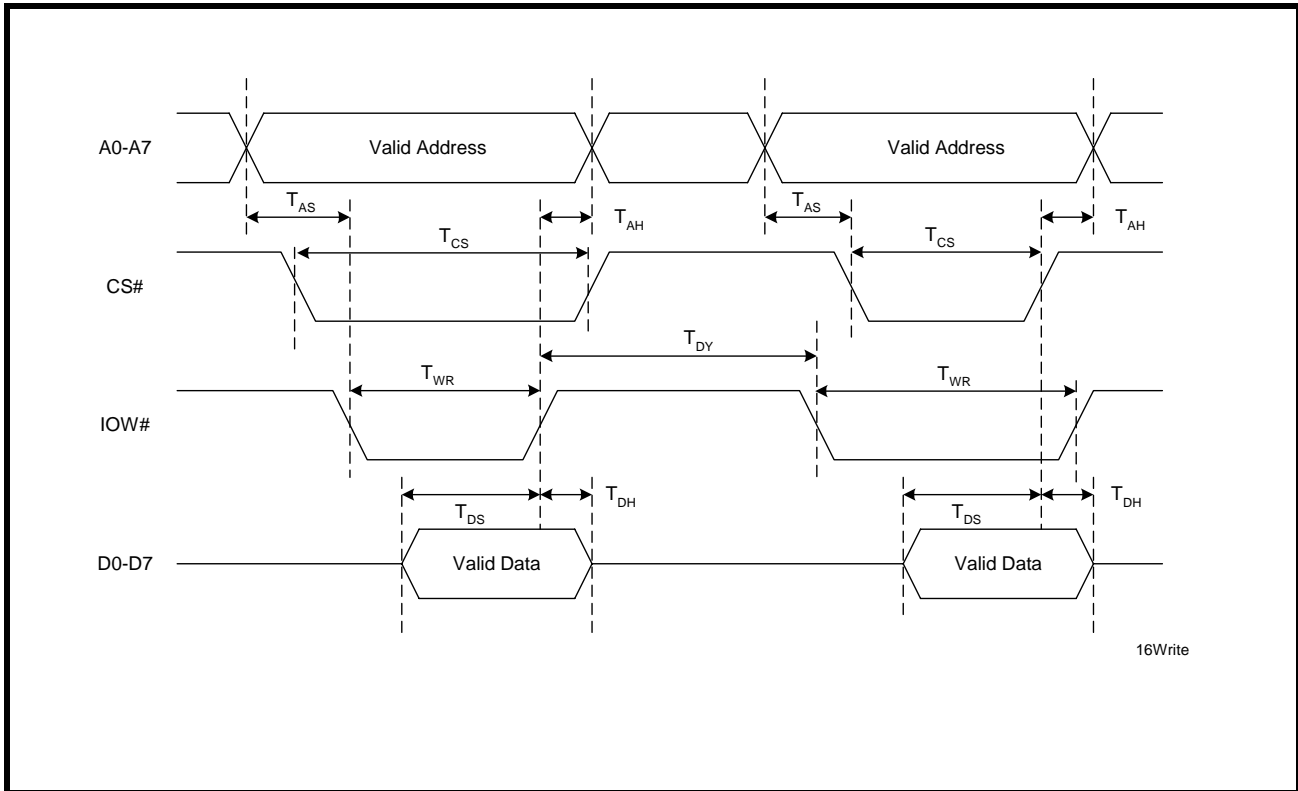 A0-A7 Valid Address Valid Address
TAS TAH TAS TAH
TCS TCS
CS#
TDY
TWR TWR
IOW#
TDH TDH
TDS TDS
D0-D7 Valid Data Valid Data
16Write